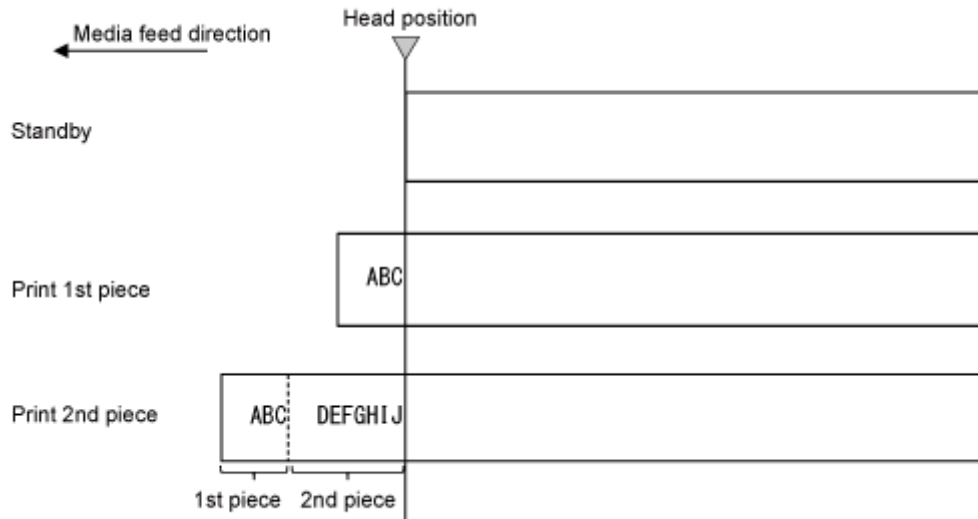 Head position
Media feed direction
Standby
ABC
Print 1st piece
Print 2nd piece ABC DEFGHIJ
1st piece 2nd piece